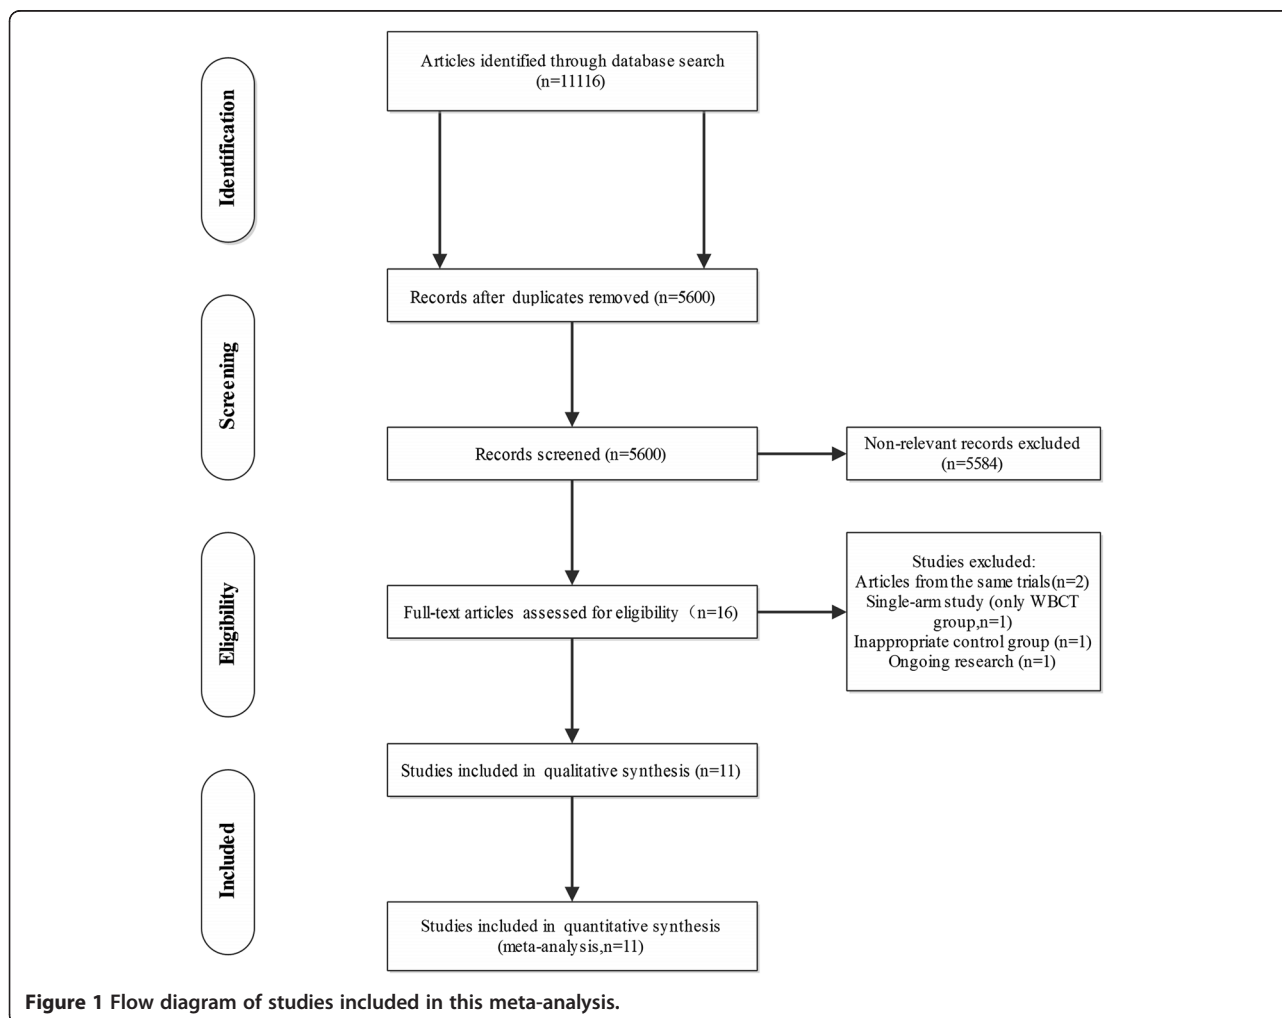 Identification
Articles identified through database search
(n=11116)
Records after duplicates removed (n=5600)
Screening
Records screened (n=5600)
Non-relevant records excluded
(n=5584)
Eligibility
Full-text articles assessed for eligibility（n=16)
Studies excluded:
Articles from the same trials(n=2)
Single-arm study (only WBCT
group,n=1)
Inappropriate control group (n=1)
Ongoing research (n=1)
Studies included in qualitative synthesis (n=11)
Included
Studies included in quantitative synthesis
(meta-analysis,n=11)
Figure 1 Flow diagram of studies included in this meta-analysis.